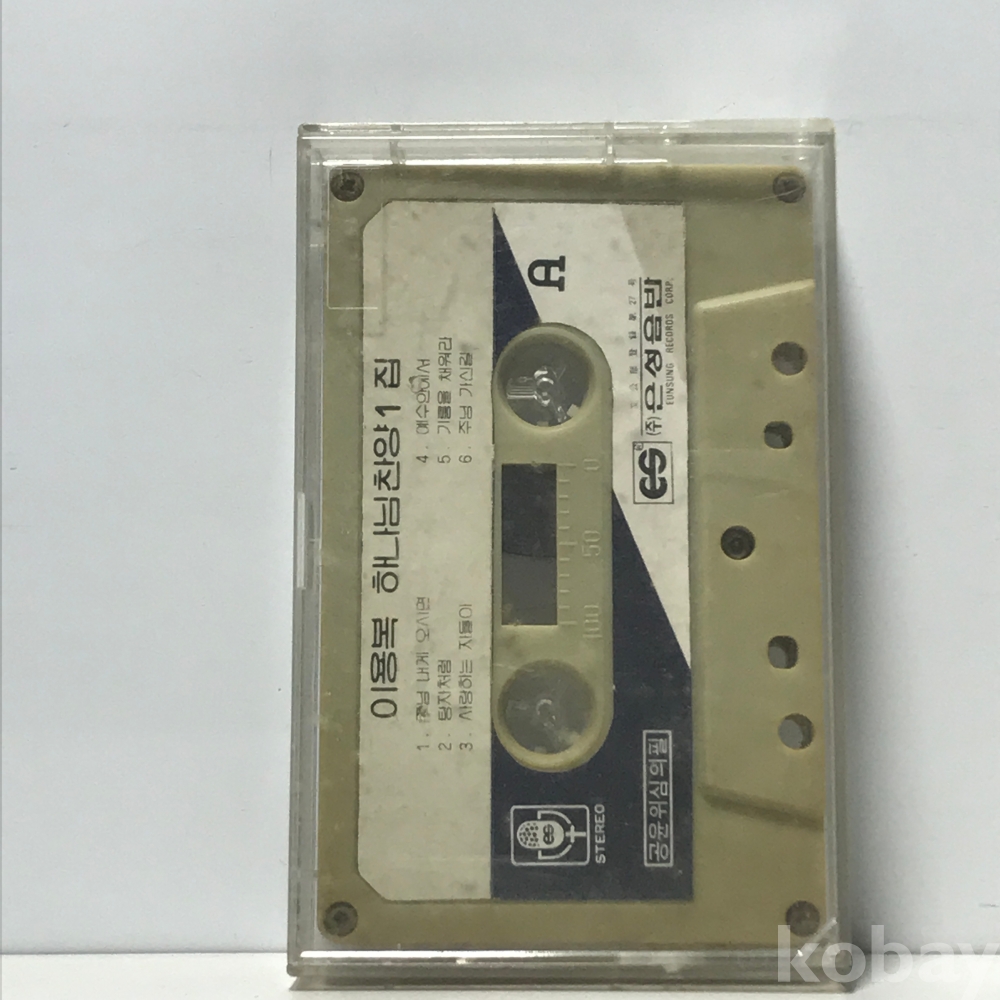 이용복 하나님찬양1집
1. 주님 내게 오시면
2. 탕자처럼
3. 사랑하는 자들아
4. 예수안에서
5. 기름을 채워라
6. 주님 가신길
A
100 50 0
es
(주)은성음반
EUNSUNG RECORDS CORP.
es
STEREO
공윤위심의필
kobay